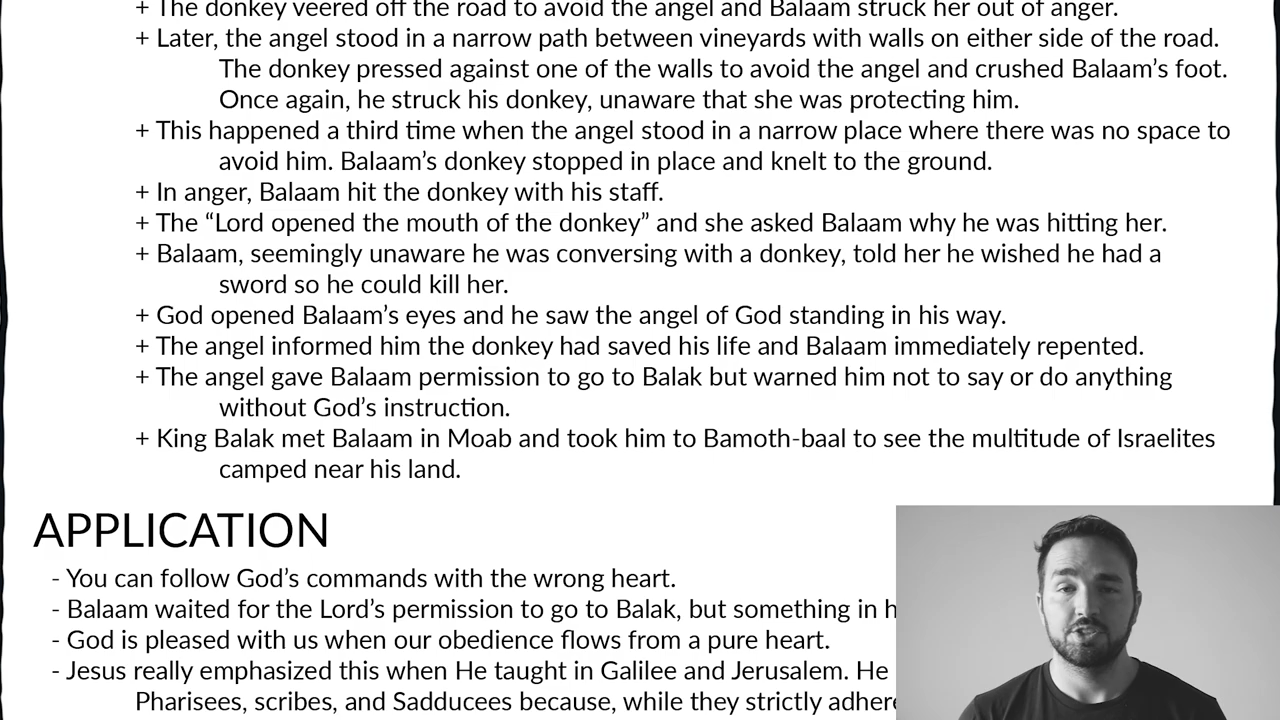 + The donkey veered off the road to avoid the angel and Balaam struck her out of anger.
+ Later, the angel stood in a narrow path between vineyards with walls on either side of the road.
The donkey pressed against one of the walls to avoid the angel and crushed Balaam’s foot.
Once again, he struck his donkey, unaware that she was protecting him.
+ This happened a third time when the angel stood in a narrow place where there was no space to
avoid him. Balaam’s donkey stopped in place and knelt to the ground.
+ In anger, Balaam hit the donkey with his staff.
+ The “Lord opened the mouth of the donkey” and she asked Balaam why he was hitting her.
+ Balaam, seemingly unaware he was conversing with a donkey, told her he wished he had a
sword so he could kill her.
+ God opened Balaam’s eyes and he saw the angel of God standing in his way.
+ The angel informed him the donkey had saved his life and Balaam immediately repented.
+ The angel gave Balaam permission to go to Balak but warned him not to say or do anything
without God’s instruction.
+ King Balak met Balaam in Moab and took him to Bamoth-baal to see the multitude of Israelites
camped near his land.
APPLICATION
- You can follow God’s commands with the wrong heart.
- Balaam waited for the Lord’s permission to go to Balak, but something in
- God is pleased with us when our obedience flows from a pure heart.
- Jesus really emphasized this when He taught in Galilee and Jerusalem. He
Pharisees, scribes, and Sadducees because, while they strictly